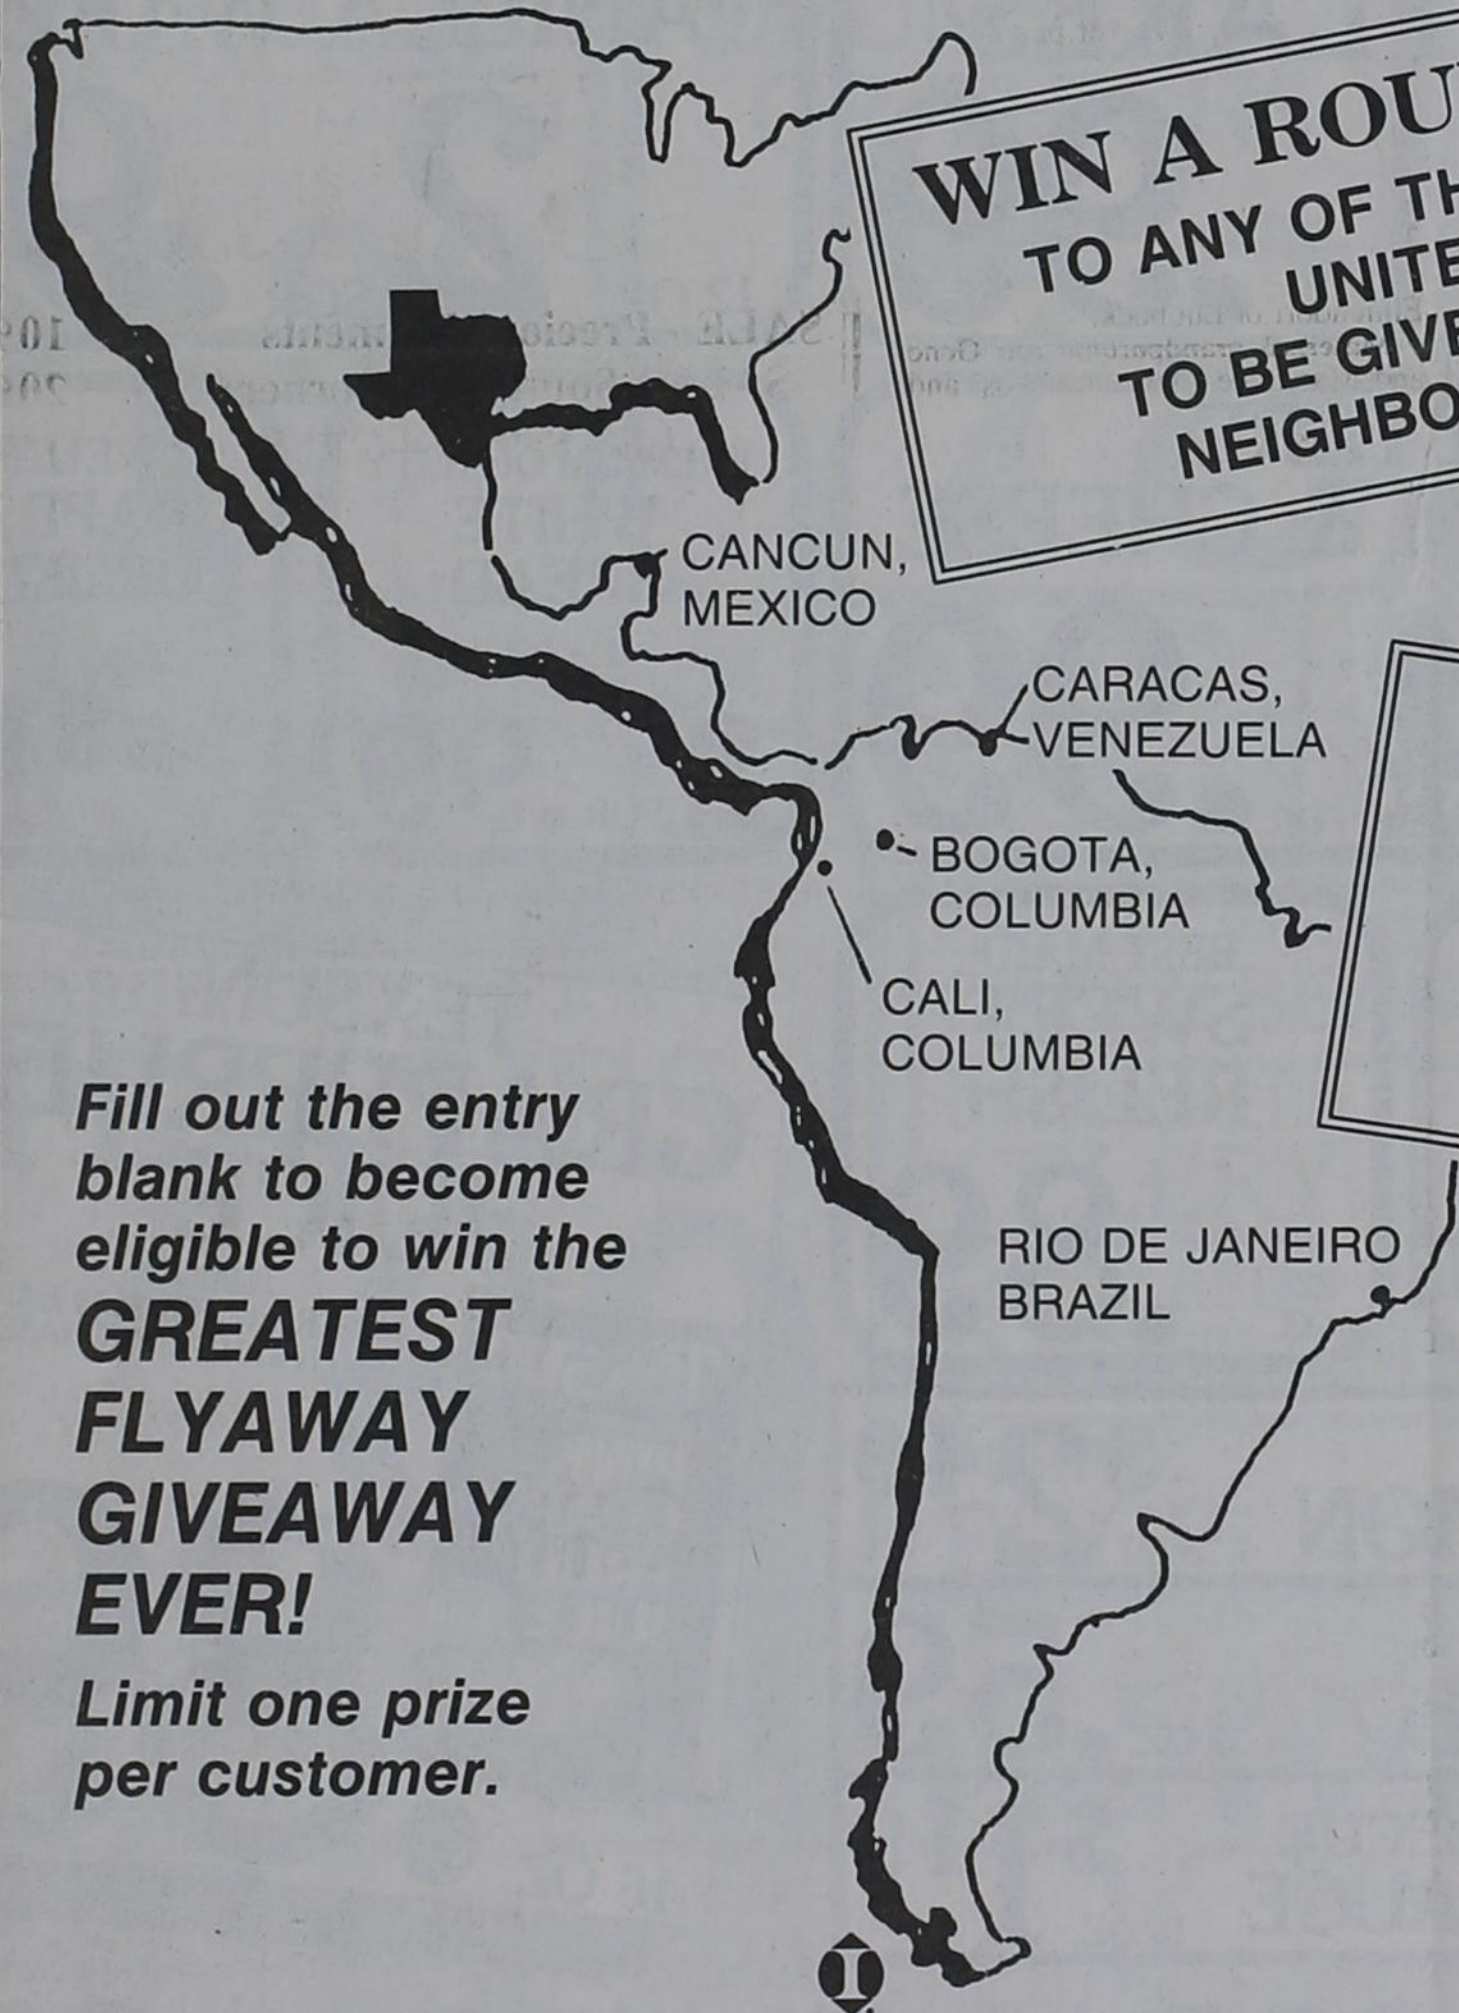 WIN A ROU
TO ANY OF TH
UNITE
TO BE GIVE
NEIGHBO
CANCUN,
MEXICO
CARACAS,
VENEZUELA
BOGOTA,
COLUMBIA
CALI,
COLUMBIA
RIO DE JANEIRO
BRAZIL
Fill out the entry
blank to become
eligible to win the
GREATEST
FLYAWAY
GIVEAWAY
EVER!
Limit one prize
per customer.